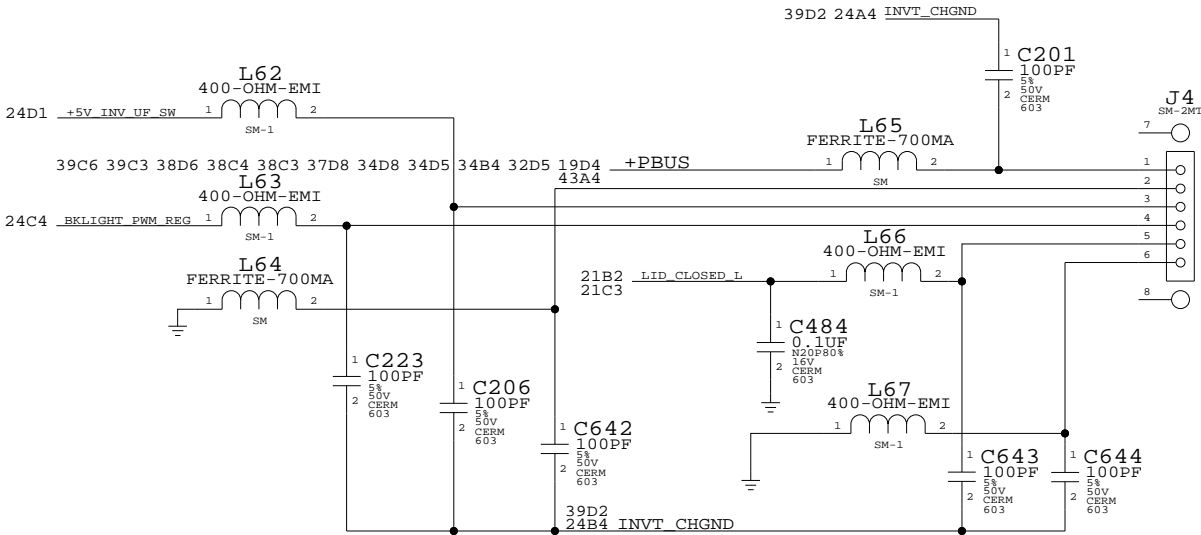 39D2 24A4 INVT_CHGND
1 C201
100PF
5%
2 50V
CERM
603
L62
400-OHM-EMI
24D1 +5V_INV_UF_SW 1 2
SM-1
J4
SM-2MT
7
L65
FERRITE-700MA
39C6 39C3 38D6 38C4 38C3 37D8 34D8 34D5 34B4 32D5 19D4 +PBUS 1 2
43A4
SM
1
2
3
4
5
6
8
L63
400-OHM-EMI
24C4 BKLIGHT_PWM_REG 1 2
SM-1
L66
400-OHM-EMI
21B2 LID_CLOSED_L 1 2
21C3
SM-1
L64
FERRITE-700MA
1 2
SM
1 C484
0.1UF
N20P80%
2 16V
CERM
603
1 C223
100PF
5%
2 50V
CERM
603
1 C206
100PF
5%
2 50V
CERM
603
1 C642
100PF
5%
2 50V
CERM
603
L67
400-OHM-EMI
1 2
SM-1
1 C643
100PF
5%
2 50V
CERM
603
1 C644
100PF
5%
2 50V
CERM
603
39D2
24B4 INVT_CHGND